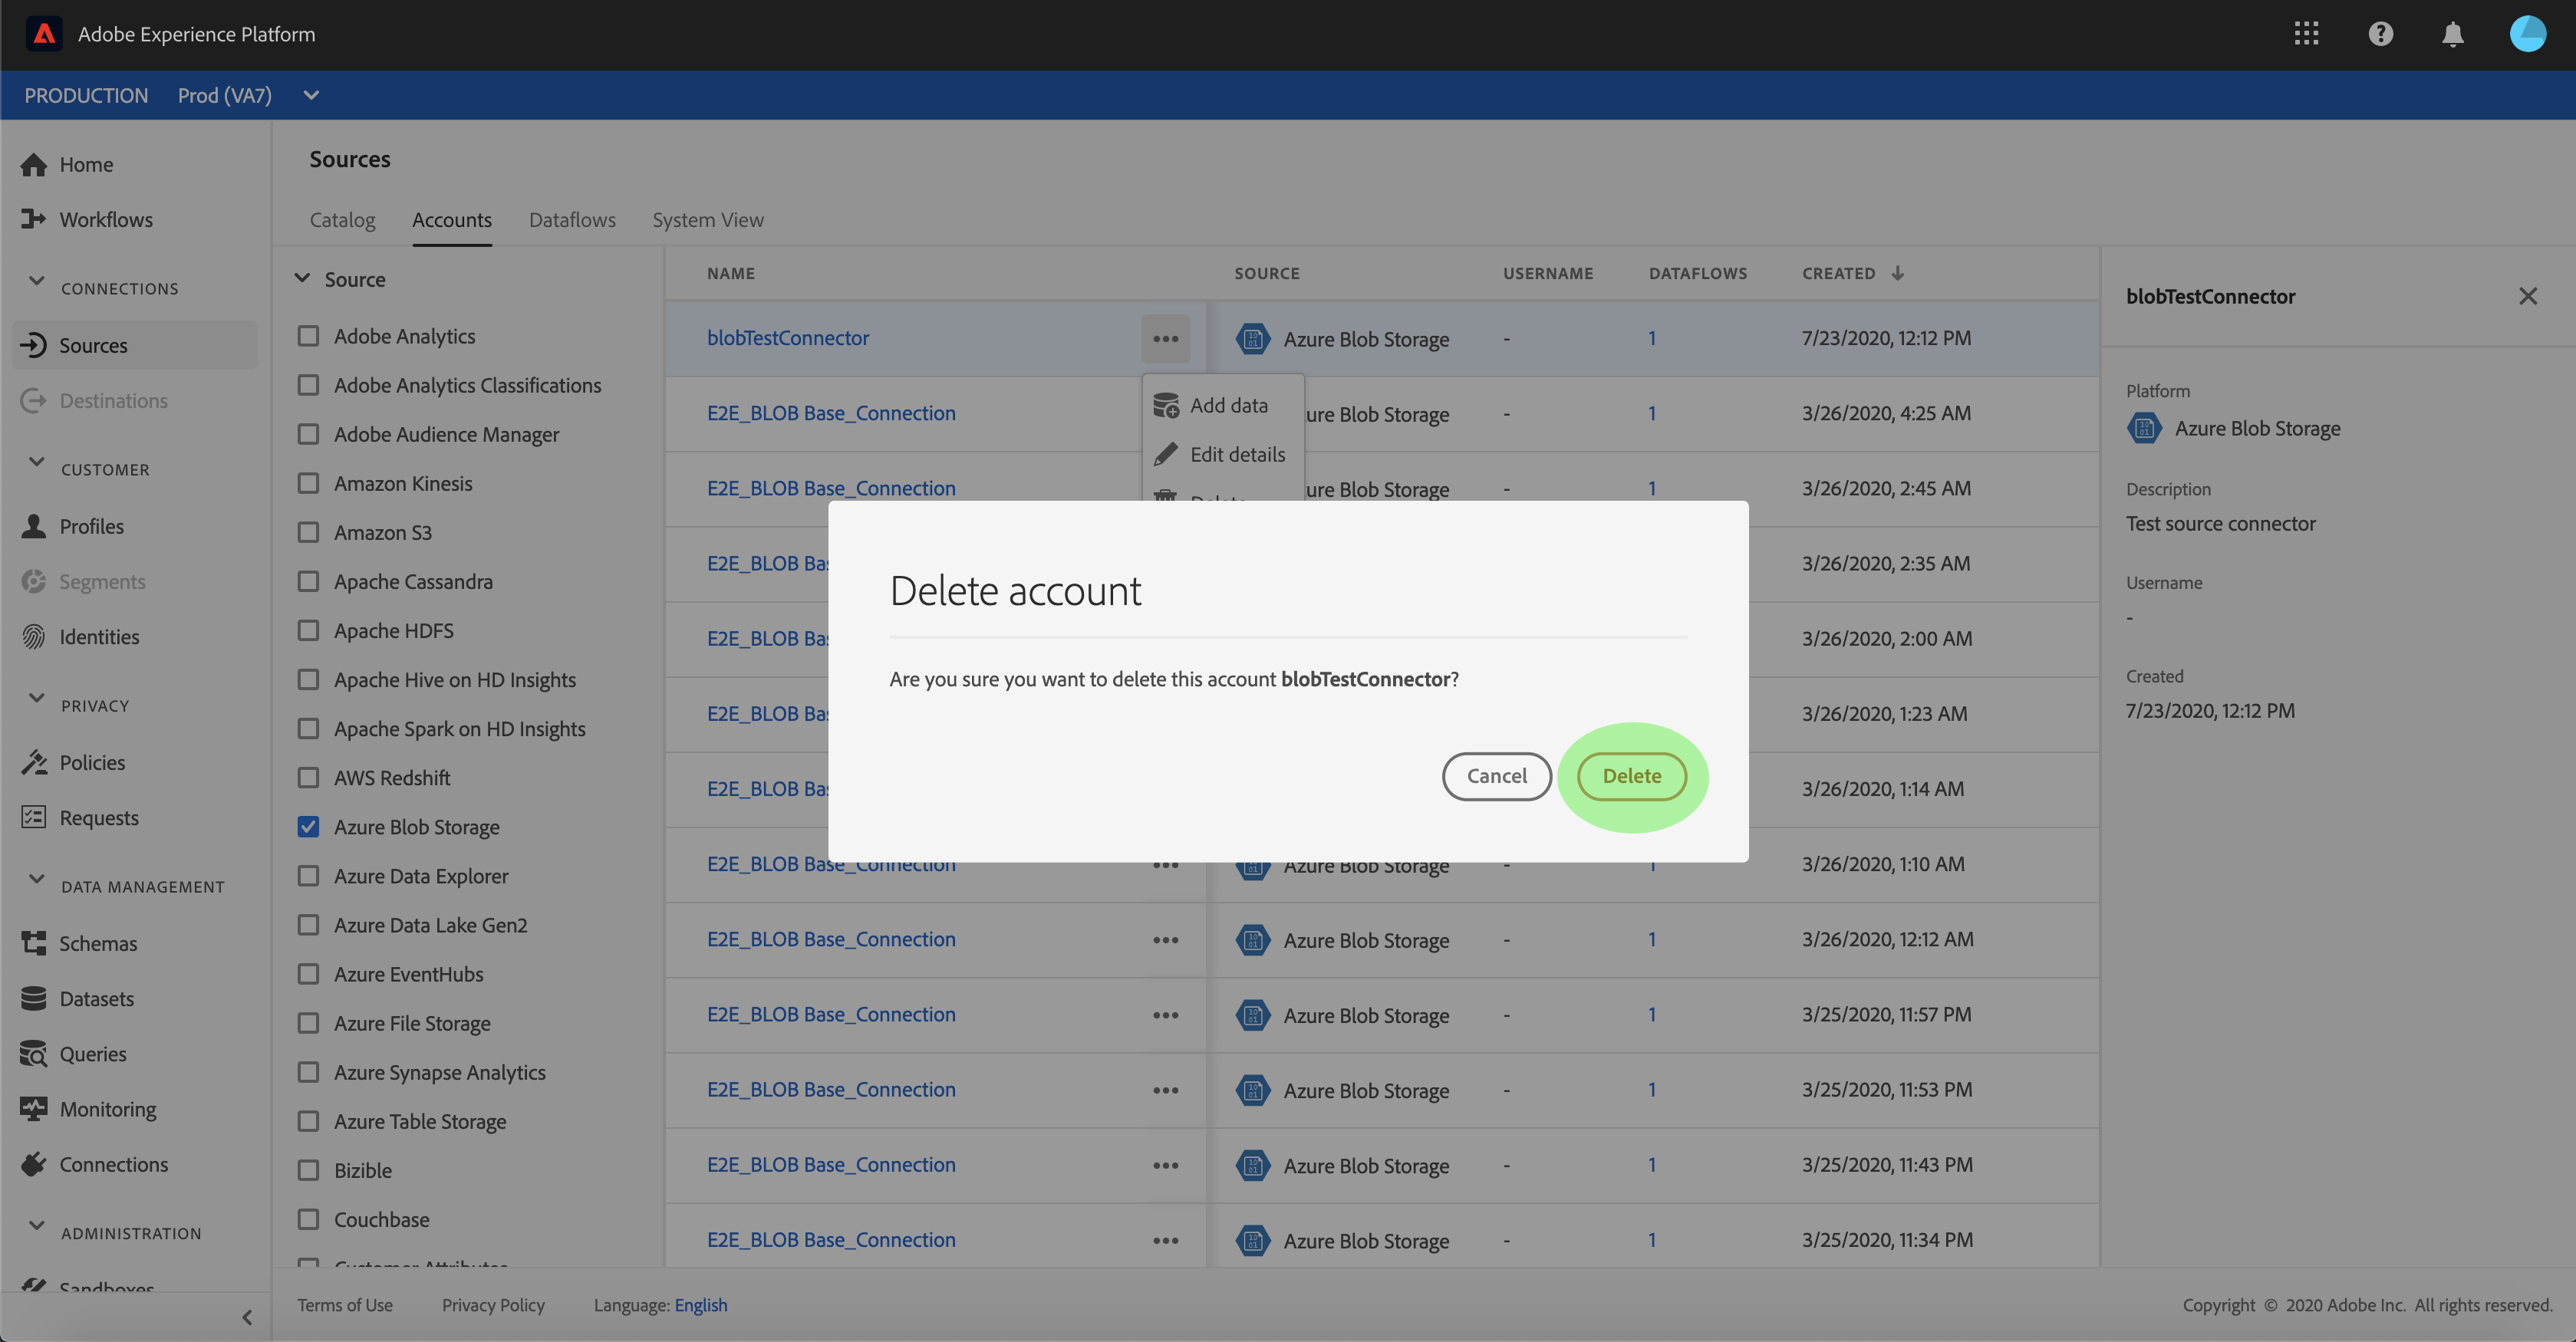 Adobe Experience Platform
PRODUCTION Prod (VA7)
Home
Workflows
CONNECTIONS
Sources
Destinations
CUSTOMER
Profiles
Segments
Identities
PRIVACY
Policies
Requests
DATA MANAGEMENT
Schemas
Datasets
Queries
Monitoring
Connections
ADMINISTRATION
Sandboxes
Sources
Catalog Accounts Dataflows System View
Source
Adobe Analytics
Adobe Analytics Classifications
Adobe Audience Manager
Amazon Kinesis
Amazon S3
Apache Cassandra
Apache HDFS
Apache Hive on HD Insights
Apache Spark on HD Insights
AWS Redshift
Azure Blob Storage
Azure Data Explorer
Azure Data Lake Gen2
Azure EventHubs
Azure File Storage
Azure Synapse Analytics
Azure Table Storage
Bizible
Couchbase
Customer Attributes
NAME SOURCE USERNAME DATAFLOWS CREATED
blobTestConnector Azure Blob Storage - 1 7/23/2020, 12:12 PM
E2E_BLOB Base_Connection ure Blob Storage - 1 3/26/2020, 4:25 AM
E2E_BLOB Base_Connection ure Blob Storage - 1 3/26/2020, 2:45 AM
E2E_BLOB Ba 3/26/2020, 2:35 AM
E2E_BLOB Ba 3/26/2020, 2:00 AM
E2E_BLOB Ba 3/26/2020, 1:23 AM
E2E_BLOB Ba 3/26/2020, 1:14 AM
E2E_BLOB Base_Connection Azure Blob Storage - 1 3/26/2020, 1:10 AM
E2E_BLOB Base_Connection Azure Blob Storage - 1 3/26/2020, 12:12 AM
E2E_BLOB Base_Connection Azure Blob Storage - 1 3/25/2020, 11:57 PM
E2E_BLOB Base_Connection Azure Blob Storage - 1 3/25/2020, 11:53 PM
E2E_BLOB Base_Connection Azure Blob Storage - 1 3/25/2020, 11:43 PM
E2E_BLOB Base_Connection Azure Blob Storage - 1 3/25/2020, 11:34 PM
Add data
Edit details
Delete
Delete account
Are you sure you want to delete this account blobTestConnector?
Cancel Delete
blobTestConnector
Platform
Azure Blob Storage
Description
Test source connector
Username
-
Created
7/23/2020, 12:12 PM
Terms of Use Privacy Policy Language: English
Copyright © 2020 Adobe Inc. All rights reserved.